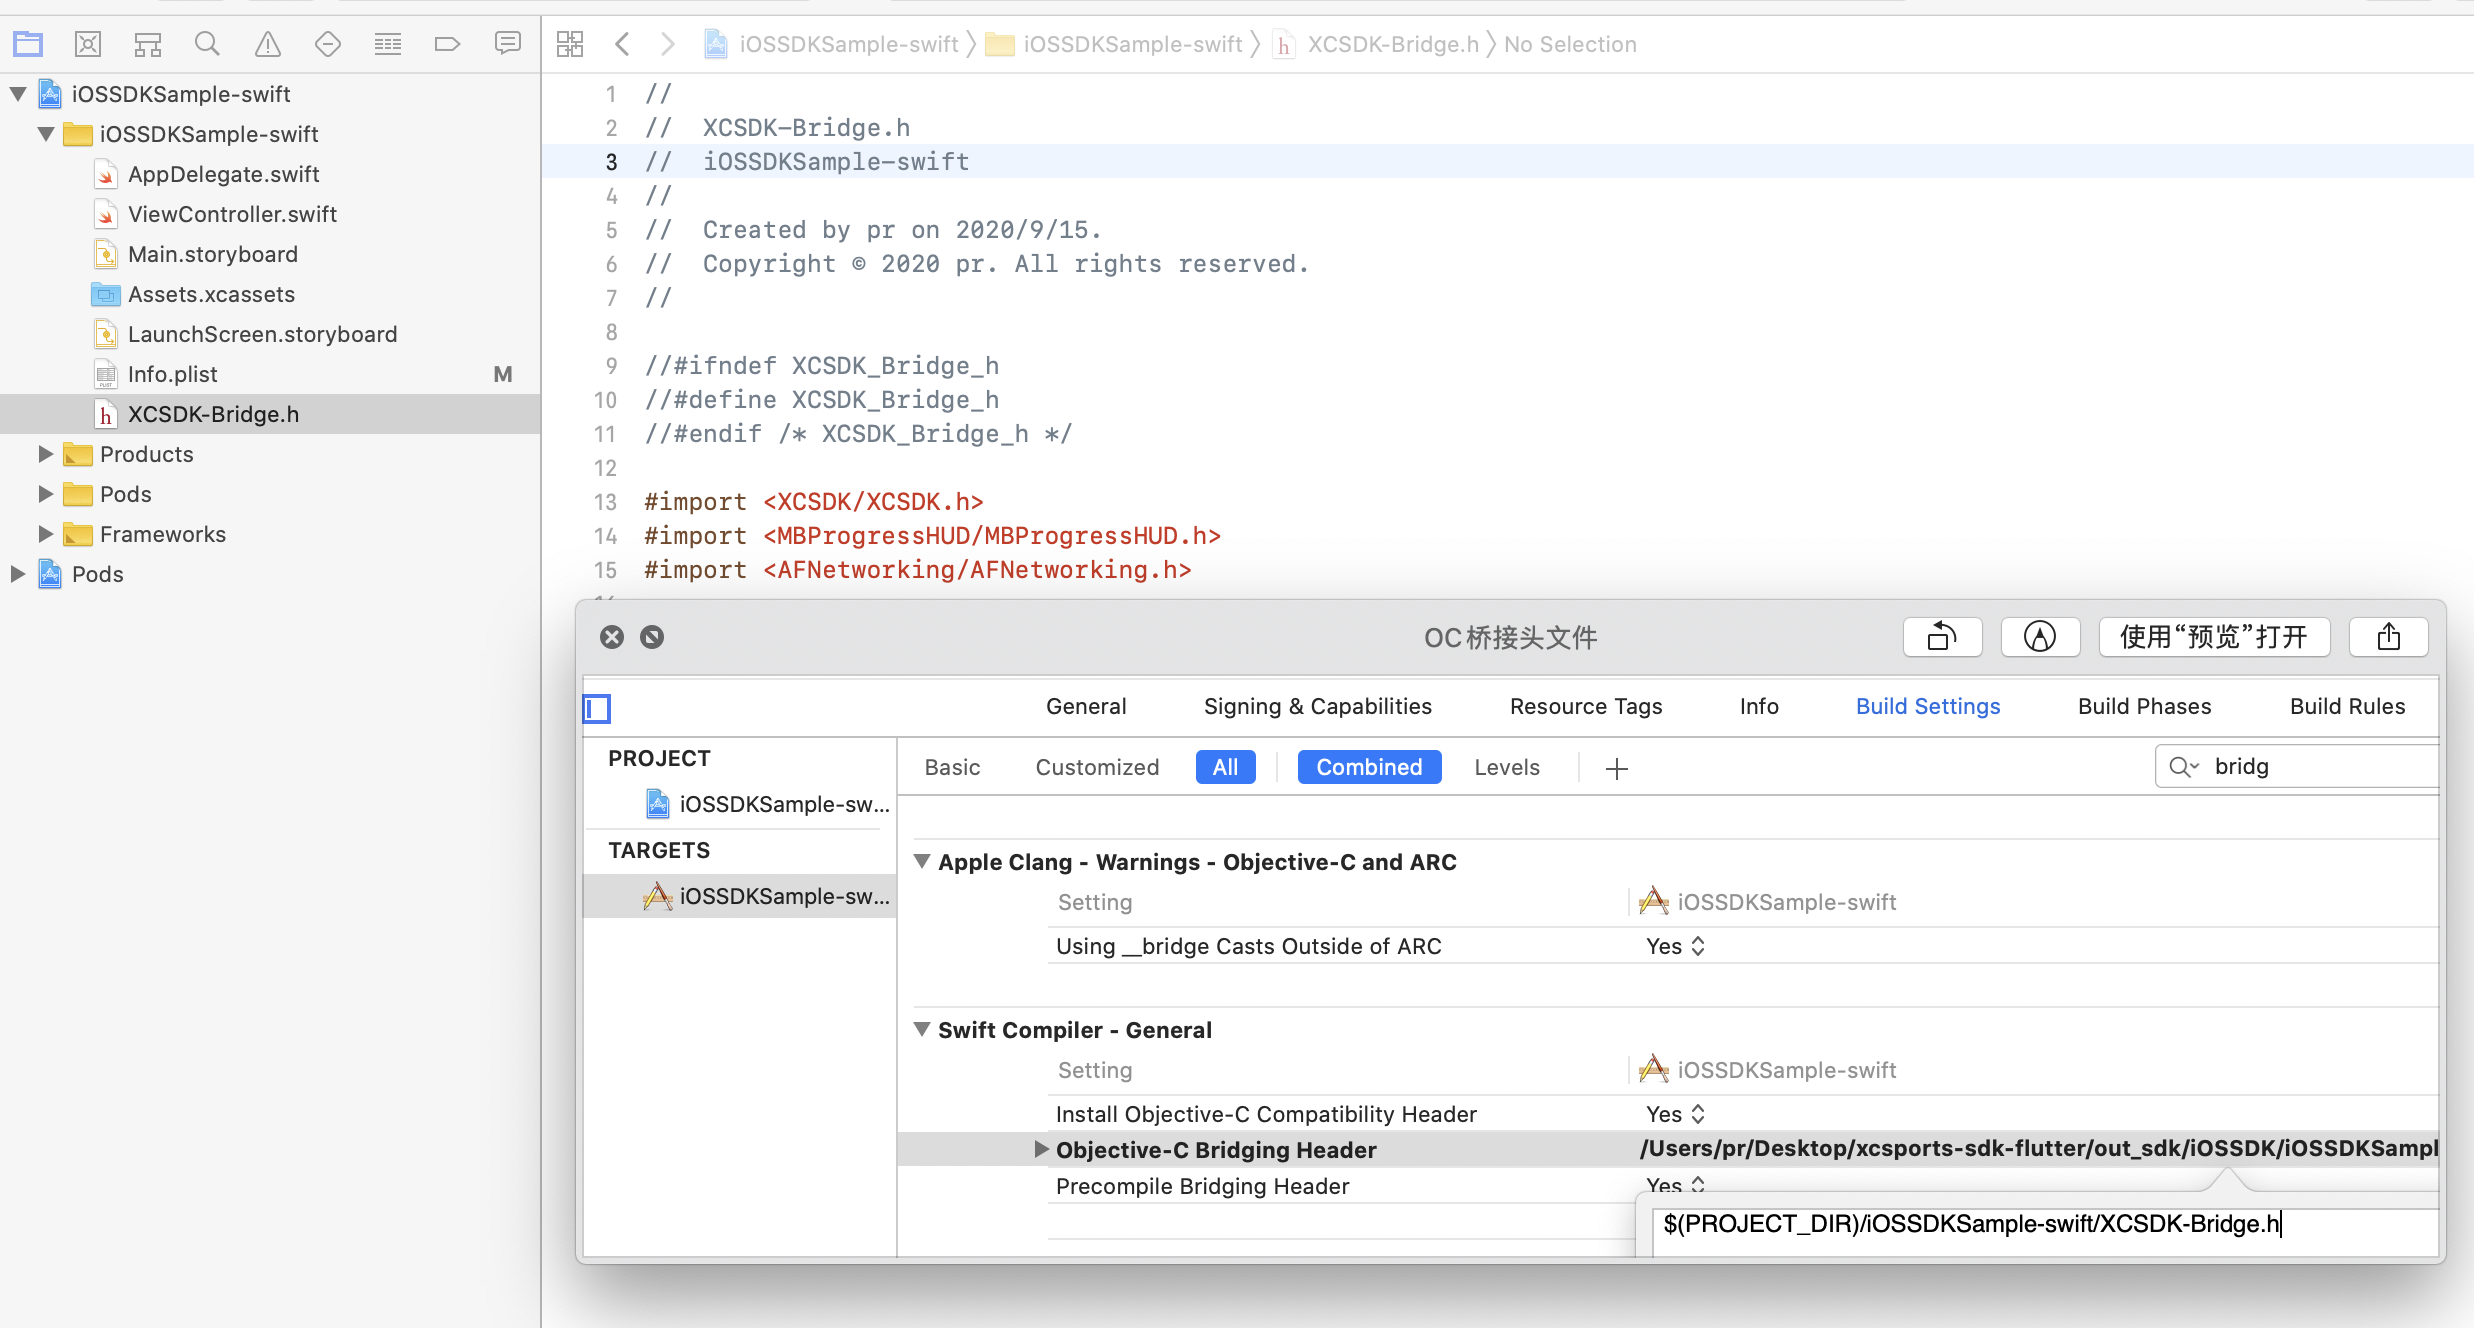 iOSSDKSample-swift
iOSSDKSample-swift
AppDelegate.swift
ViewController.swift
Main.storyboard
Assets.xcassets
LaunchScreen.storyboard
Info.plist M
XCSDK-Bridge.h
Products
Pods
Frameworks
Pods
iOSSDKSample-swift iOSSDKSample-swift XCSDK-Bridge.h No Selection
1 //
2 //  XCSDK-Bridge.h
3 //  iOSSDKSample-swift
4 //
5 //  Created by pr on 2020/9/15.
6 //  Copyright © 2020 pr. All rights reserved.
7 //
8
9 //#ifndef XCSDK_Bridge_h
10 //#define XCSDK_Bridge_h
11 //#endif /* XCSDK_Bridge_h */
12
13 #import <XCSDK/XCSDK.h>
14 #import <MBProgressHUD/MBProgressHUD.h>
15 #import <AFNetworking/AFNetworking.h>
OC桥接头文件 使用“预览”打开
General Signing & Capabilities Resource Tags Info Build Settings Build Phases Build Rules
PROJECT
iOSSDKSample-sw...
TARGETS
iOSSDKSample-sw...
Basic Customized All Combined Levels bridg
Apple Clang - Warnings - Objective-C and ARC
Setting iOSSDKSample-swift
Using __bridge Casts Outside of ARC Yes
Swift Compiler - General
Setting iOSSDKSample-swift
Install Objective-C Compatibility Header Yes
Objective-C Bridging Header /Users/pr/Desktop/xcsports-sdk-flutter/out_sdk/iOSSDK/iOSSDKSampl
Precompile Bridging Header Yes
$(PROJECT_DIR)/iOSSDKSample-swift/XCSDK-Bridge.h